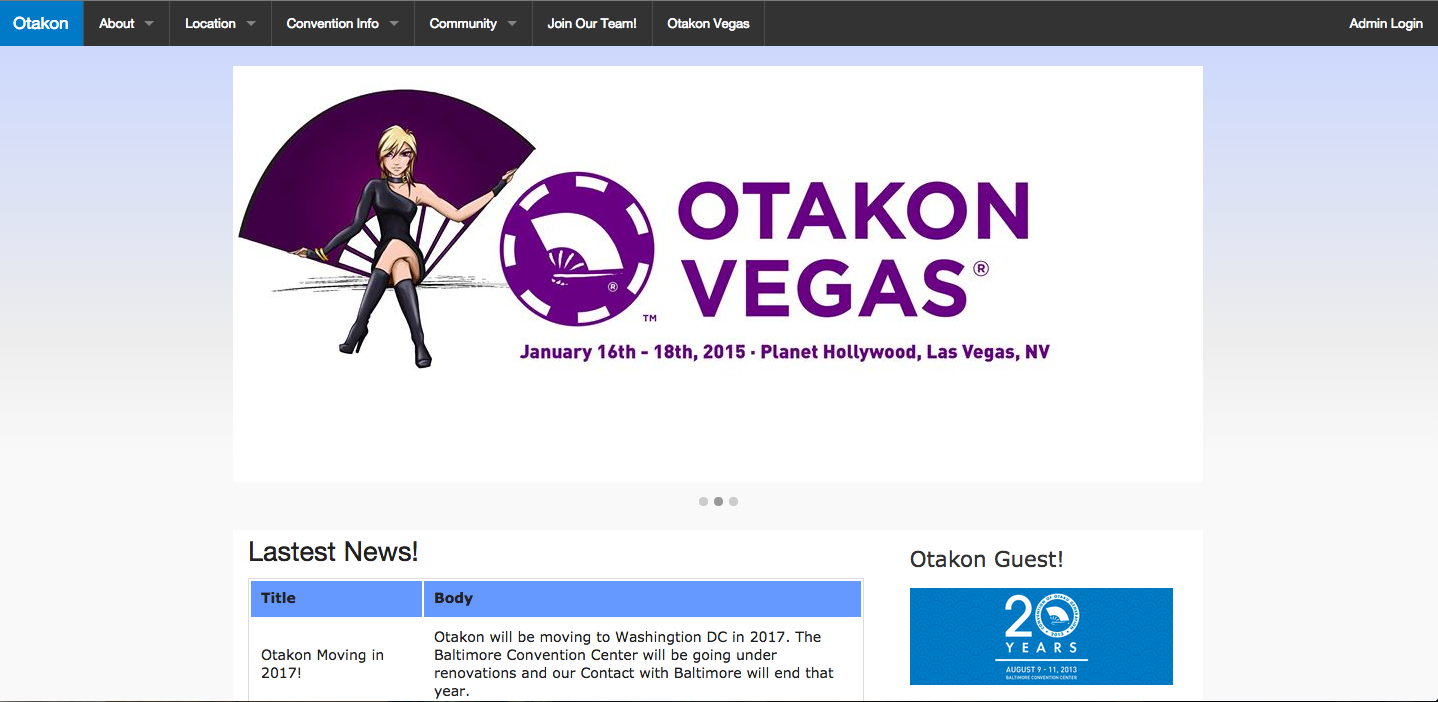 Otakon About Location Convention Info Community Join Our Team! Otakon Vegas Admin Login
OTAKON
VEGAS®
®
TM
January 16th - 18th, 2015 · Planet Hollywood, Las Vegas, NV
Lastest News!
Title Body
Otakon Moving in
2017!
Otakon will be moving to Washingtion DC in 2017. The
Baltimore Convention Center will be going under
renovations and our Contact with Baltimore will end that
year.
Otakon Guest!
20
YEARS
AUGUST 9 - 11, 2013
BALTIMORE CONVENTION CENTER